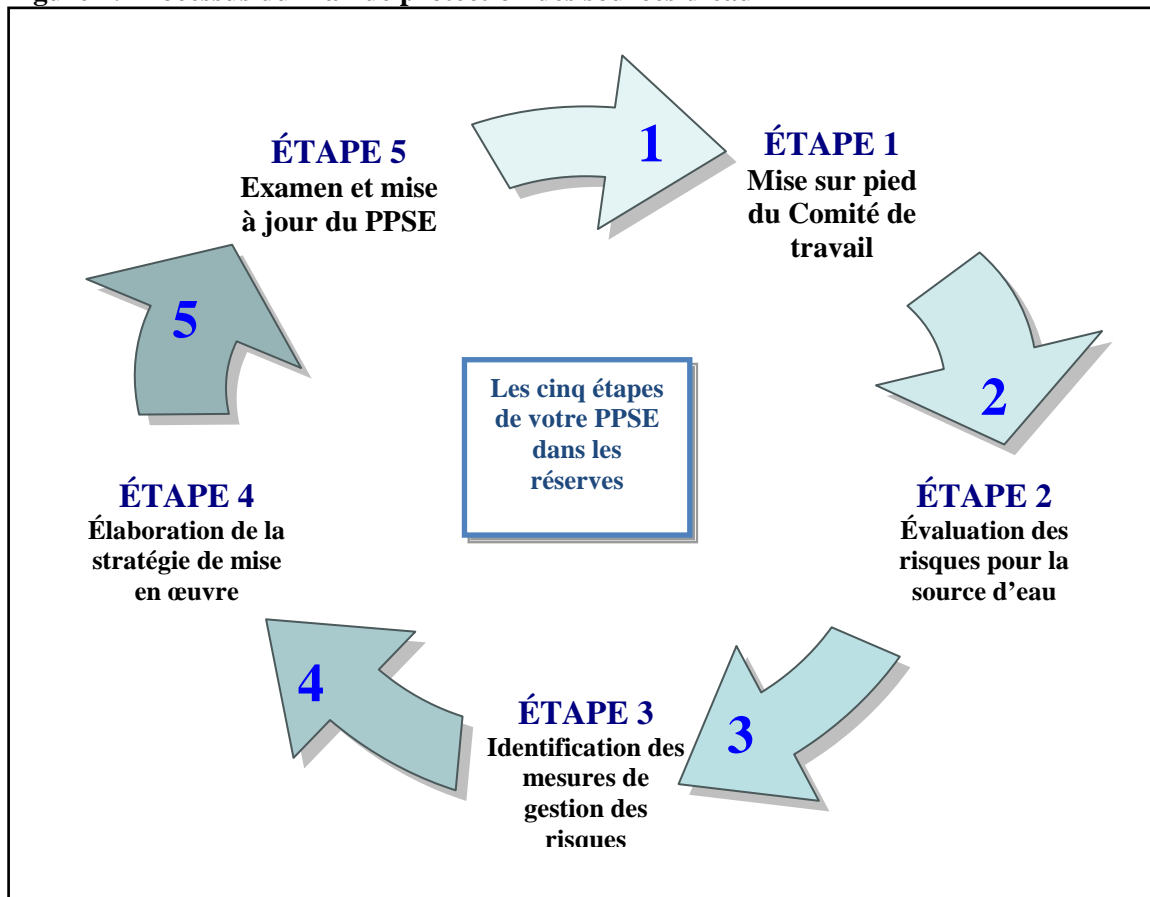 1
ÉTAPE 1
Mise sur pied
du Comité de
travail
2
ÉTAPE 2
Évaluation des
risques pour la
source d'eau
3
ÉTAPE 3
Identification des
mesures de
gestion des
risques
4
ÉTAPE 4
Élaboration de la
stratégie de mise
en œuvre
5
ÉTAPE 5
Examen et mise
à jour du PPSE
Les cinq étapes
de votre PPSE
dans les
réserves